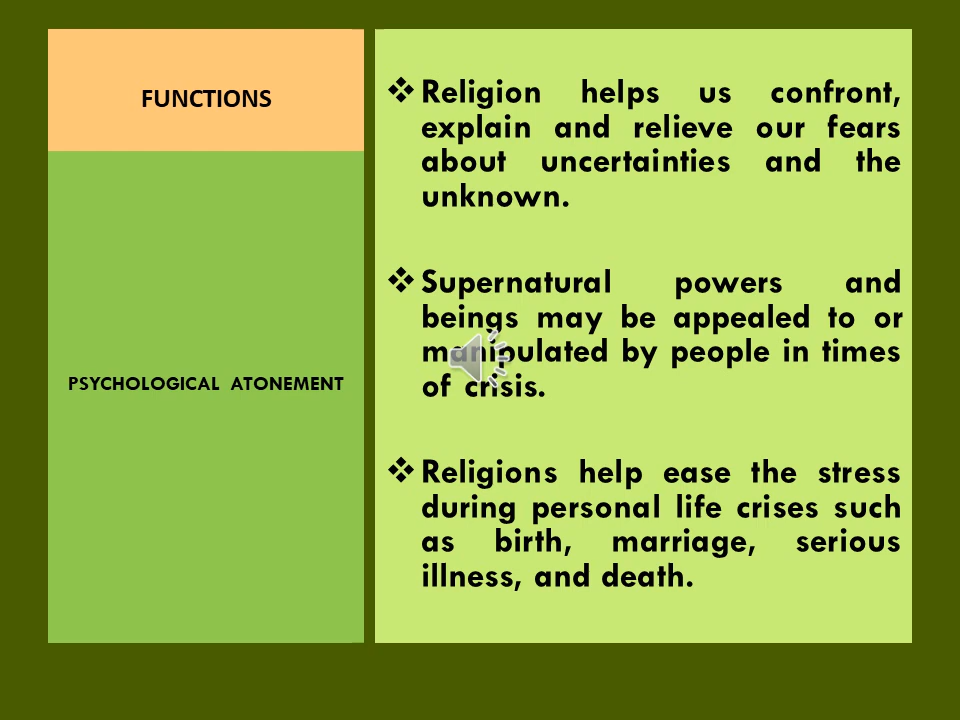 FUNCTIONS
PSYCHOLOGICAL ATONEMENT
❖ Religion helps us confront,
explain and relieve our fears
about uncertainties and the
unknown.
❖ Supernatural powers and
beings may be appealed to or
manipulated by people in times
of crisis.
❖ Religions help ease the stress
during personal life crises such
as birth, marriage, serious
illness, and death.